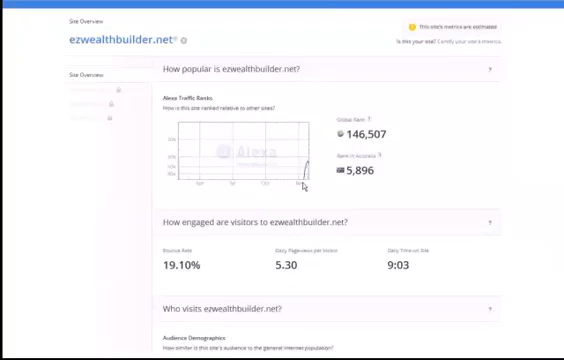 Site Overview
ezwealthbuilder.net
This site's metrics are estimated
Is this your site? Certify your site's metrics.
Site Overview
How popular is ezwealthbuilder.net?
?
Alexa Traffic Ranks
How is this site ranked relative to other sites?
Alexa
Global Rank ?
146,507
5,896
How engaged are visitors to ezwealthbuilder.net?
Bounce Rate
Daily Pageviews per Visitor
Daily Time on Site
19.10%
5.30
9:03
Who visits ezwealthbuilder.net?
Audience Demographics
How similar is this site's audience to the general internet population?